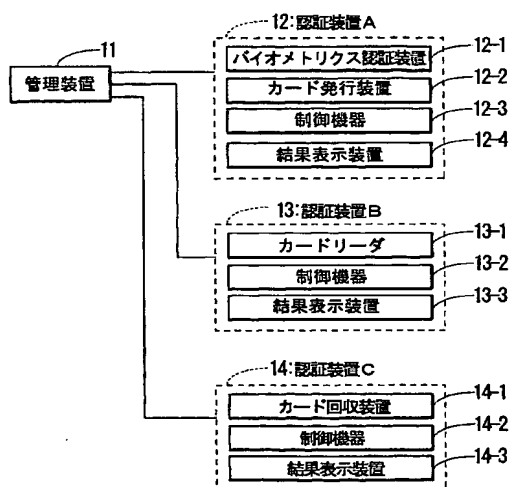 11
管理装置
12:認証装置A
バイオメトリクス認証装置 12-1
カード発行装置 12-2
制御機器 12-3
結果表示装置 12-4
13:認証装置B
カードリーダ 13-1
制御機器 13-2
結果表示装置 13-3
14:認証装置C
カード回収装置 14-1
制御機器 14-2
結果表示装置 14-3